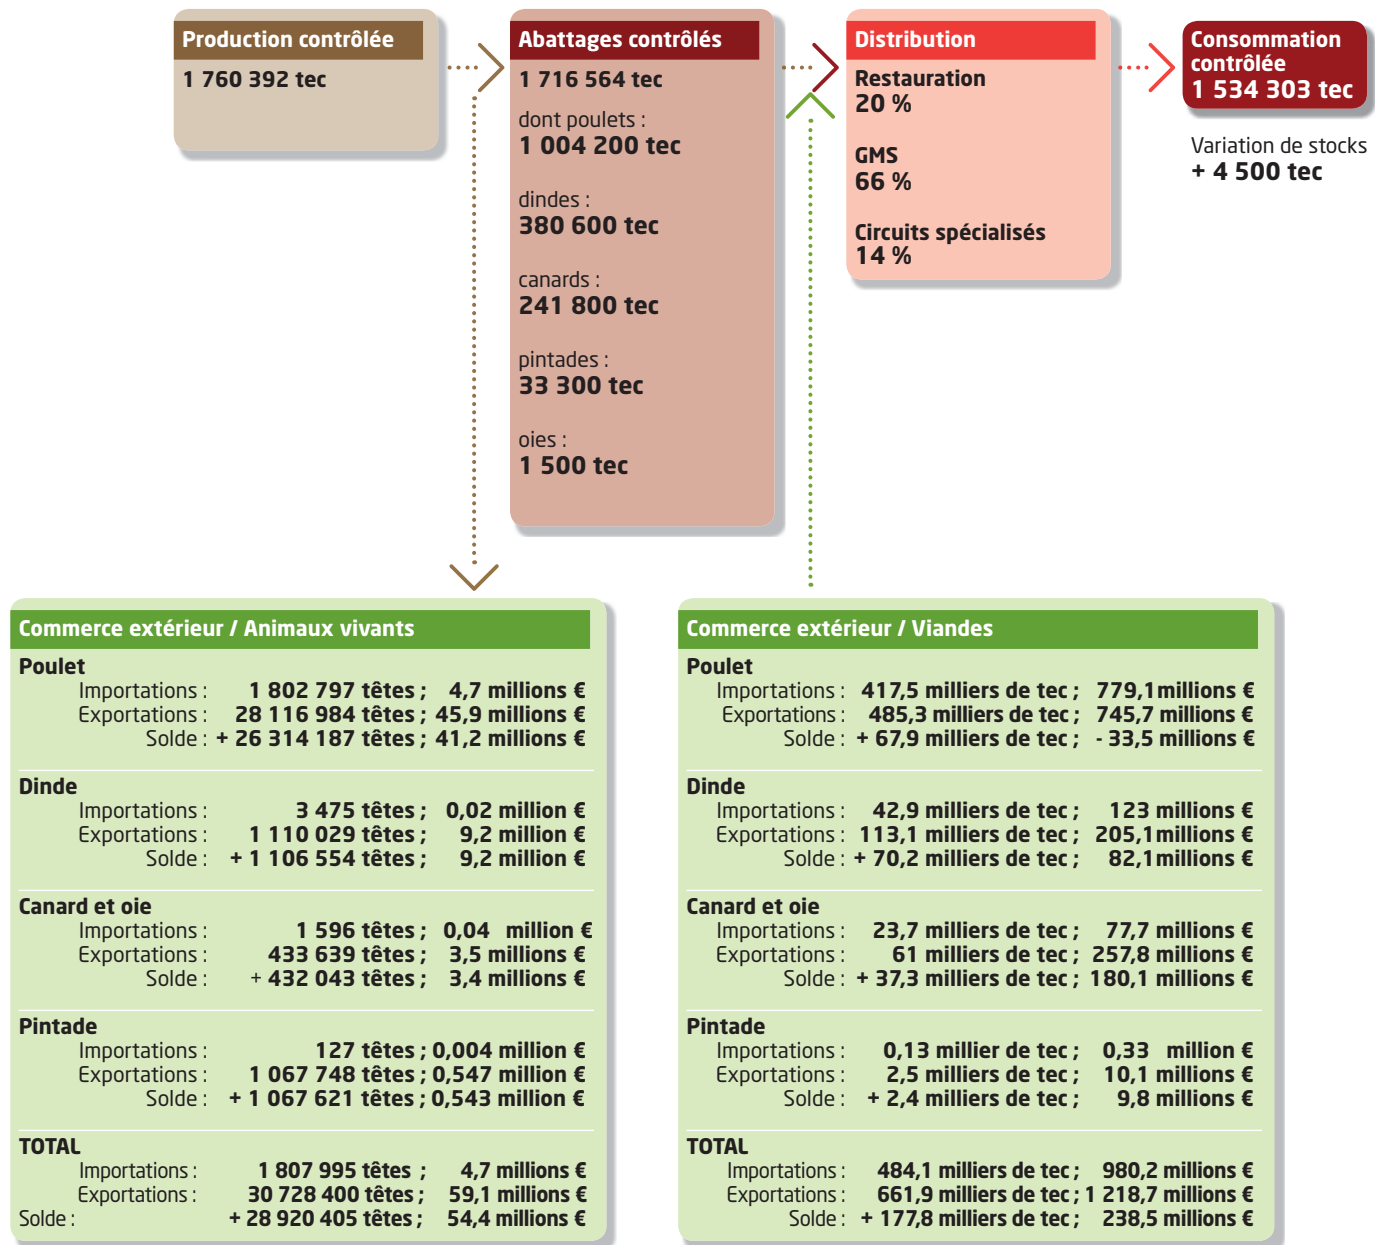 Production contrôlée
1 760 392 tec
Abattages contrôlés
1 716 564 tec
dont poulets :
1 004 200 tec
dindes :
380 600 tec
canards :
241 800 tec
pintades :
33 300 tec
oies :
1 500 tec
Distribution
Restauration
20 %
GMS
66 %
Circuits spécialisés
14 %
Consommation
contrôlée
1 534 303 tec
Variation de stocks
+ 4 500 tec
Commerce extérieur / Animaux vivants
Poulet
Importations : 1 802 797 têtes ; 4,7 millions €
Exportations : 28 116 984 têtes ; 45,9 millions €
Solde : + 26 314 187 têtes ; 41,2 millions €
Dinde
Importations : 3 475 têtes ; 0,02 million €
Exportations : 1 110 029 têtes ; 9,2 million €
Solde : + 1 106 554 têtes ; 9,2 million €
Canard et oie
Importations : 1 596 têtes ; 0,04 million €
Exportations : 433 639 têtes ; 3,5 millions €
Solde : + 432 043 têtes ; 3,4 millions €
Pintade
Importations : 127 têtes ; 0,004 million €
Exportations : 1 067 748 têtes ; 0,547 million €
Solde : + 1 067 621 têtes ; 0,543 million €
TOTAL
Importations : 1 807 995 têtes ; 4,7 millions €
Exportations : 30 728 400 têtes ; 59,1 millions €
Solde : + 28 920 405 têtes ; 54,4 millions €
Commerce extérieur / Viandes
Poulet
Importations : 417,5 milliers de tec ; 779,1millions €
Exportations : 485,3 milliers de tec ; 745,7 millions €
Solde : + 67,9 milliers de tec ; - 33,5 millions €
Dinde
Importations : 42,9 milliers de tec ; 123 millions €
Exportations : 113,1 milliers de tec ; 205,1millions €
Solde : + 70,2 milliers de tec ; 82,1millions €
Canard et oie
Importations : 23,7 milliers de tec ; 77,7 millions €
Exportations : 61 milliers de tec ; 257,8 millions €
Solde : + 37,3 milliers de tec ; 180,1 millions €
Pintade
Importations : 0,13 millier de tec ; 0,33 million €
Exportations : 2,5 milliers de tec ; 10,1 millions €
Solde : + 2,4 milliers de tec ; 9,8 millions €
TOTAL
Importations : 484,1 milliers de tec ; 980,2 millions €
Exportations : 661,9 milliers de tec ; 1 218,7 millions €
Solde : + 177,8 milliers de tec ; 238,5 millions €